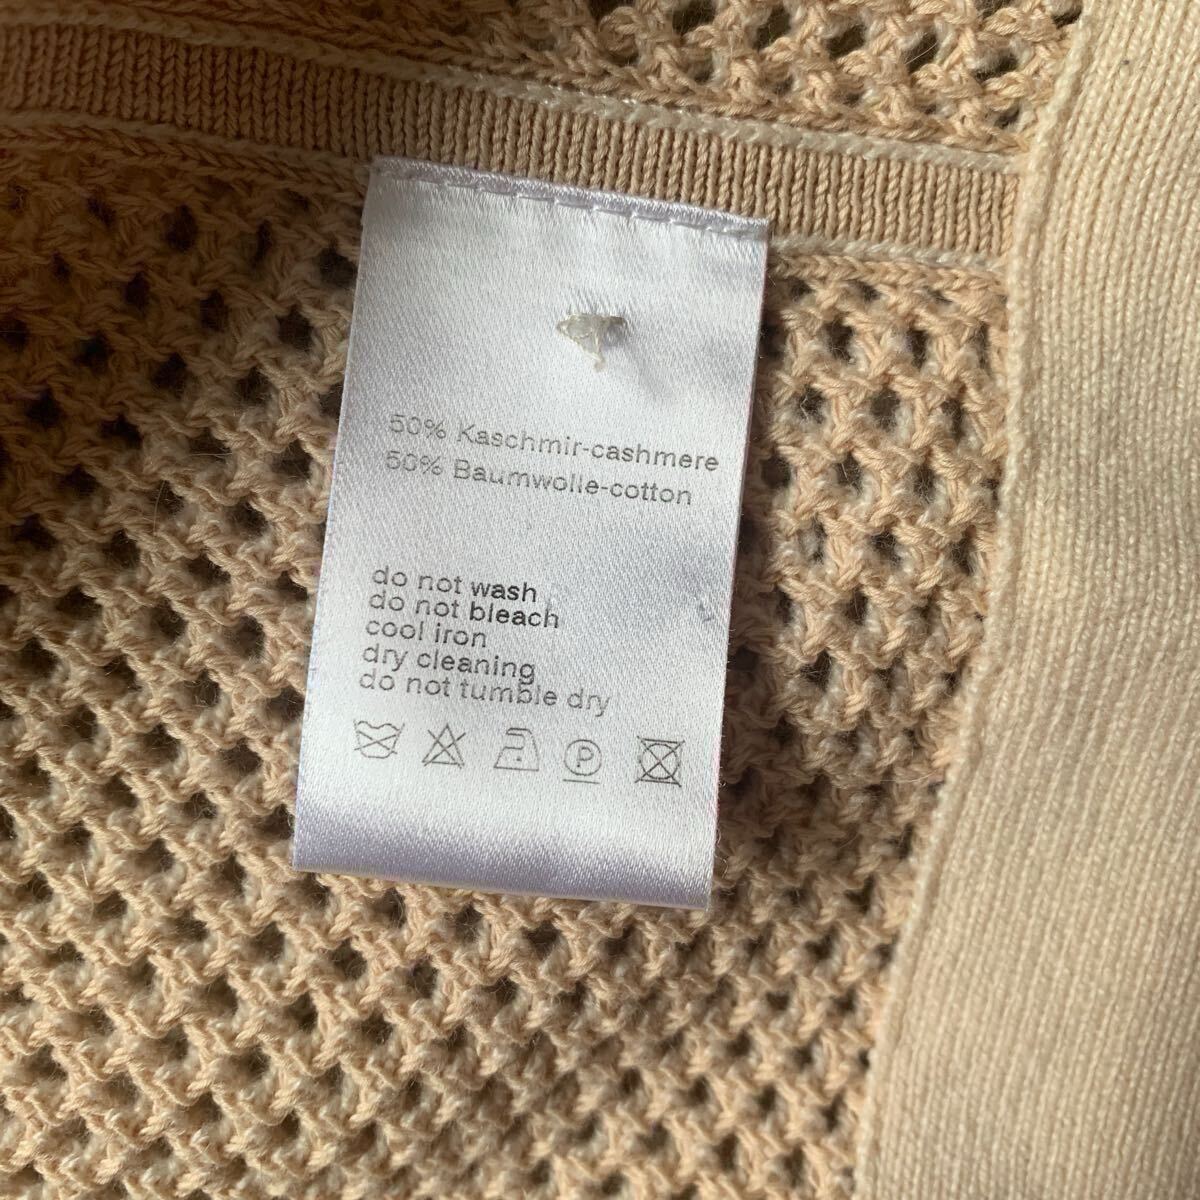 50% Kaschmir-cashmere
50% Baumwolle-cotton
do not wash
do not bleach
cool iron
dry cleaning
do not tumble dry
P